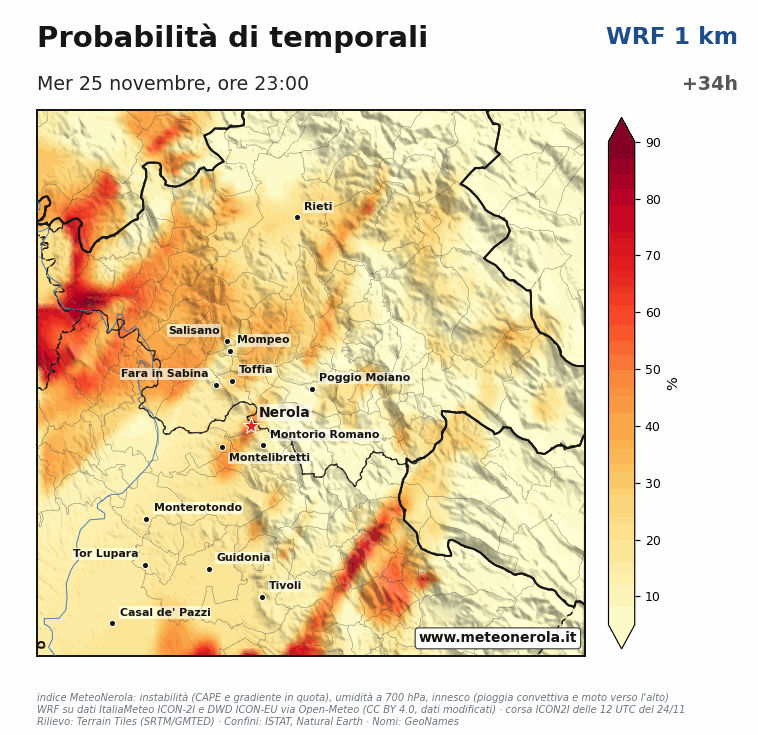 Probabilità di temporali
WRF 1 km
Mer 25 novembre, ore 23:00
+34h
Rieti
Salisano
Mompeo
Fara in Sabina
Toffia
Poggio Moiano
Nerola
Montorio Romano
Montelibretti
Monterotondo
Tor Lupara
Guidonia
Tivoli
Casal de' Pazzi
www.meteonerola.it
90
80
70
60
50
40
30
20
10
%
indice MeteoNerola: instabilità (CAPE e gradiente in quota), umidità a 700 hPa, innesco (pioggia convettiva e moto verso l'alto)
WRF su dati ItaliaMeteo ICON-2I e DWD ICON-EU via Open-Meteo (CC BY 4.0, dati modificati) · corsa ICON2I delle 12 UTC del 24/11
Rilievo: Terrain Tiles (SRTM/GMTED) · Confini: ISTAT, Natural Earth · Nomi: GeoNames